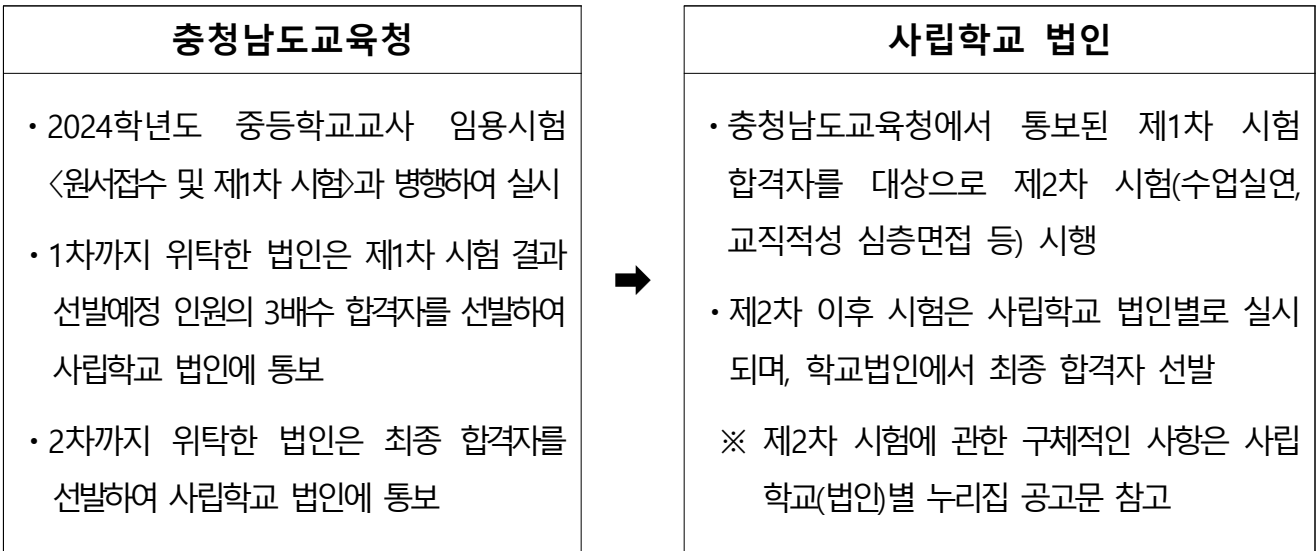 충청남도교육청
・2024학년도 중등학교교사 임용시험
〈원서접수 및 제1차 시험〉과 병행하여 실시
・1차까지 위탁한 법인은 제1차 시험 결과
선발예정 인원의 3배수 합격자를 선발하여
사립학교 법인에 통보
・2차까지 위탁한 법인은 최종 합격자를
선발하여 사립학교 법인에 통보
➡
사립학교 법인
・충청남도교육청에서 통보된 제1차 시험
합격자를 대상으로 제2차 시험(수업실연,
교직적성 심층면접 등) 시행
・제2차 이후 시험은 사립학교 법인별로 실시
되며, 학교법인에서 최종 합격자 선발
※ 제2차 시험에 관한 구체적인 사항은 사립
학교(법인)별 누리집 공고문 참고